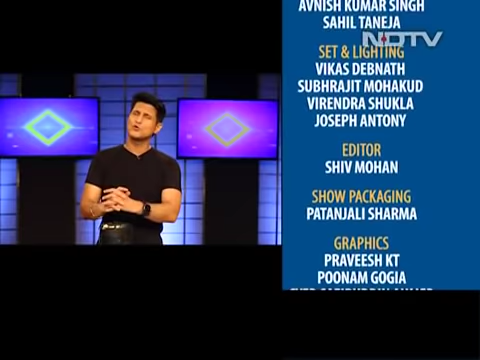 AVNISH KUMAR SINGH
SAHIL TANEJA
NDTV
SET & LIGHTING
VIKAS DEBNATH
SUBHRAJIT MOHAKUD
VIRENDRA SHUKLA
JOSEPH ANTONY
EDITOR
SHIV MOHAN
SHOW PACKAGING
PATANJALI SHARMA
GRAPHICS
PRAVEESH KT
POONAM GOGIA